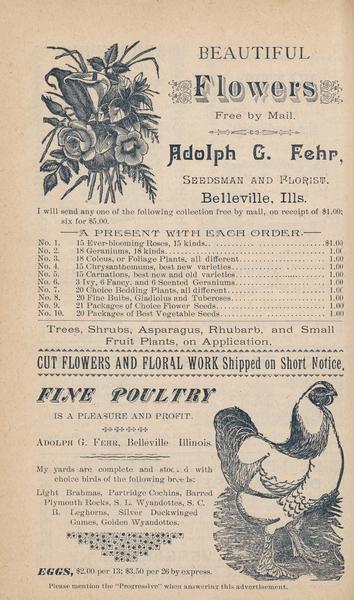 BEAUTIFUL
Flowers
Free by Mail.
Adolph G. Fehr,
SEEDSMAN AND FLORIST,
Belleville, Ills.
I will send any one of the following collection free by mail, on receipt of $1.00;
six for $5.00.
A PRESENT WITH EACH ORDER.
No. 1. 15 Ever-blooming Roses, 15 kinds. $1.00
No. 2. 18 Geraniums, 18 kinds 1.00
No. 3. 18 Coleus, or Foliage Plants, all different 1.00
No. 4. 15 Chrysanthemums, best new varieties 1.00
No. 5. 15 Carnations, best new and old varieties 1.00
No. 6. 3 Ivy, 6 Fancy, and 6 Scented Geraniums 1.00
No. 7. 20 Choice Bedding Plants, all different 1.00
No. 8. 20 Fine Bulbs, Gladiolus and Tuberoses 1.00
No. 9. 21 Packages of Choice Flower Seeds 1.00
No. 10. 20 Packages of Best Vegetable Seeds 1.00
Trees, Shrubs, Asparagus, Rhubarb, and Small
Fruit Plants, on Application.
CUT FLOWERS AND FLORAL WORK Shipped on Short Notice,
FINE POULTRY
IS A PLEASURE AND PROFIT.
ADOLPH G. FEHR, Belleville Illinois.
My yards are complete and with
choice birds of the following
Light Brahmas, Partridge Cochins, Barred
Plymouth Rocks, S. L. Wyandottes, S. C.
B. Leghorns, Silver Duckwinged
Games, Golden Wyandottes.
EGGS, $2.00 per 13; $3.50 per 26 by express.
Please mention the "Progressive" when answering this advertisement.